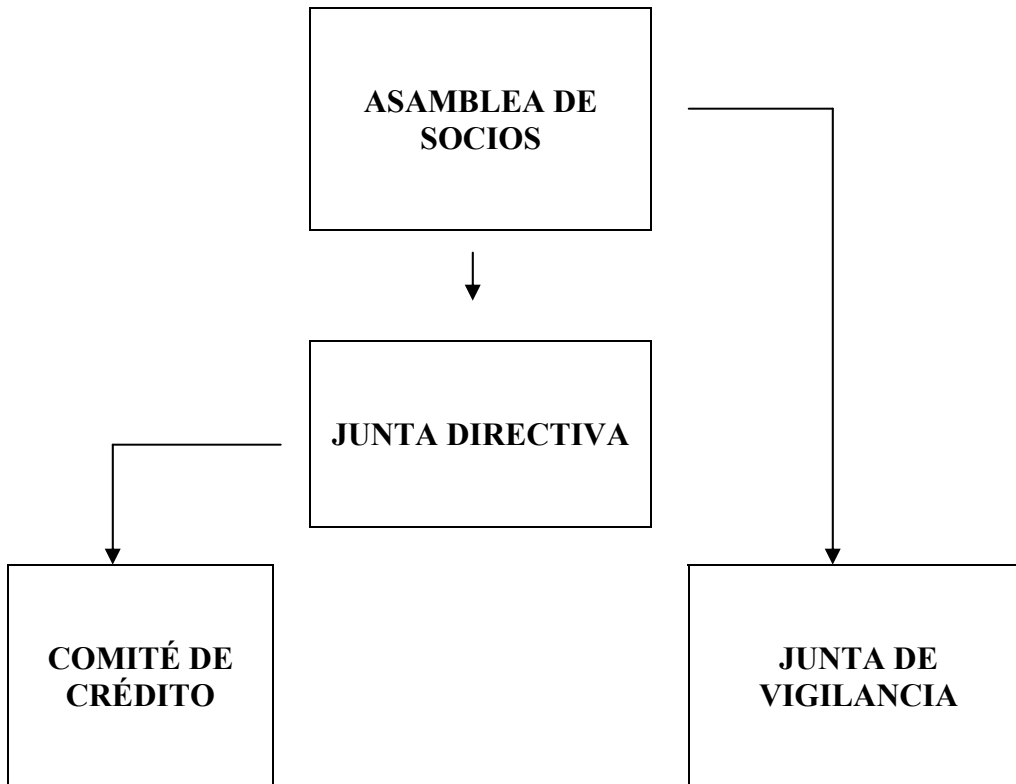 ASAMBLEA DE
SOCIOS
JUNTA DIRECTIVA
COMITÉ DE
CRÉDITO
JUNTA DE
VIGILANCIA